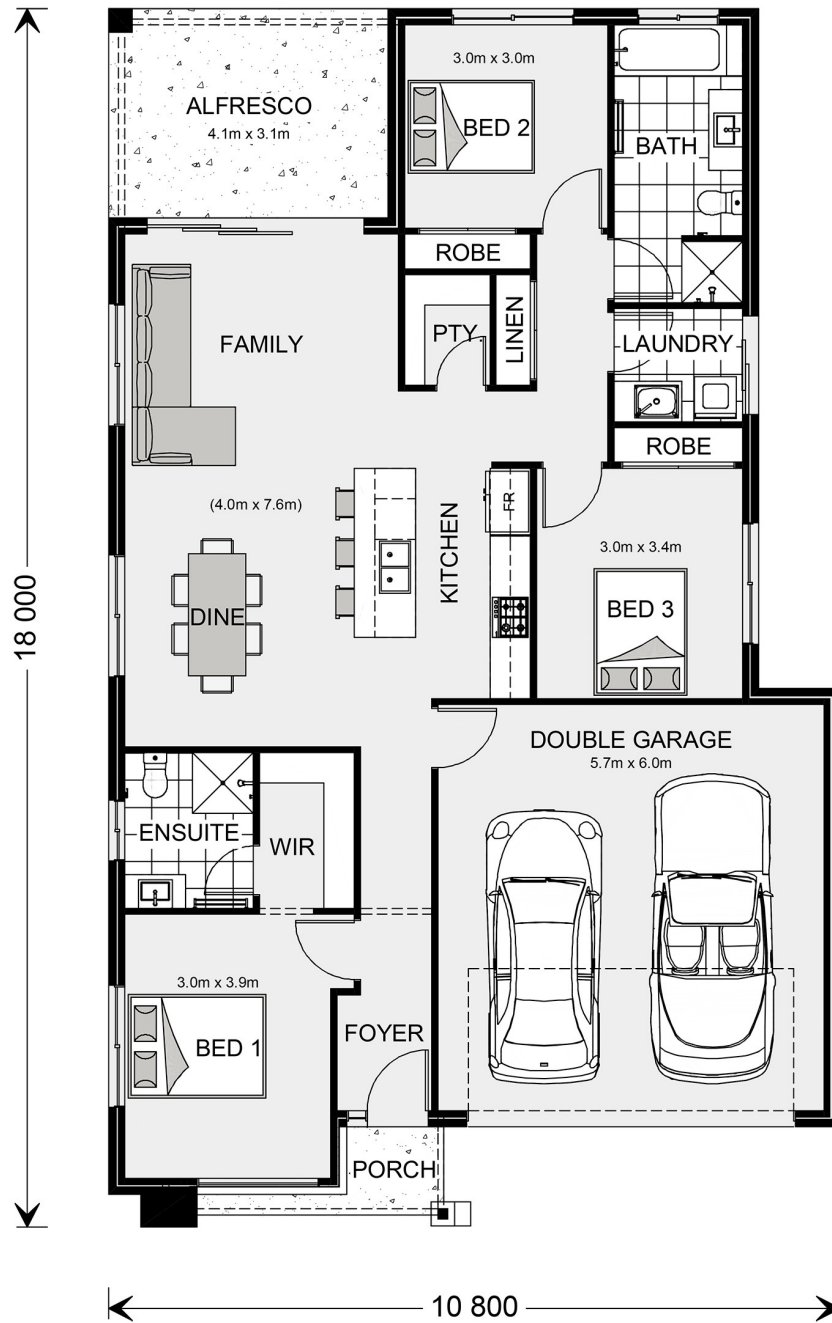 3.0m x 3.0m
ALFRESCO
4.1m x 3.1m
BED 2
BATH
ROBE
FAMILY
PTY
LINEN
LAUNDRY
ROBE
(4.0m x 7.6m)
KITCHEN
FR
3.0m x 3.4m
18 000
DINE
BED 3
DOUBLE GARAGE
5.7m x 6.0m
ENSUITE
WIR
3.0m x 3.9m
BED 1
FOYER
PORCH
10 800